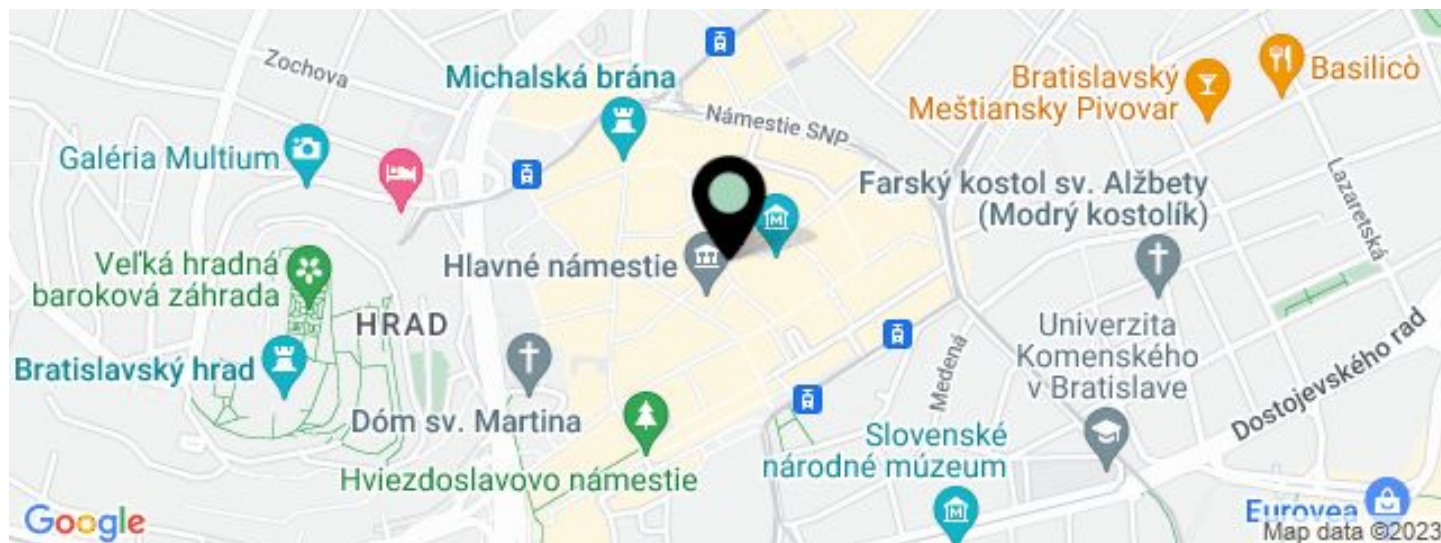 Zochova
Michalská brána
Námestie SNP
Bratislavský
Meštiansky Pivovar
Basilicò
Galéria Multium
Farský kostol sv. Alžbety
(Modrý kostolík)
Lazaretská
Veľká hradná
baroková záhrada
Hlavné námestie
HRAD
Bratislavský hrad
Univerzita
Komenského
v Bratislave
Medená
Dostojevského rad
Dóm sv. Martina
Slovenské
národné múzeum
Hviezdoslavovo námestie
Eurovea
Google
Map data ©2023